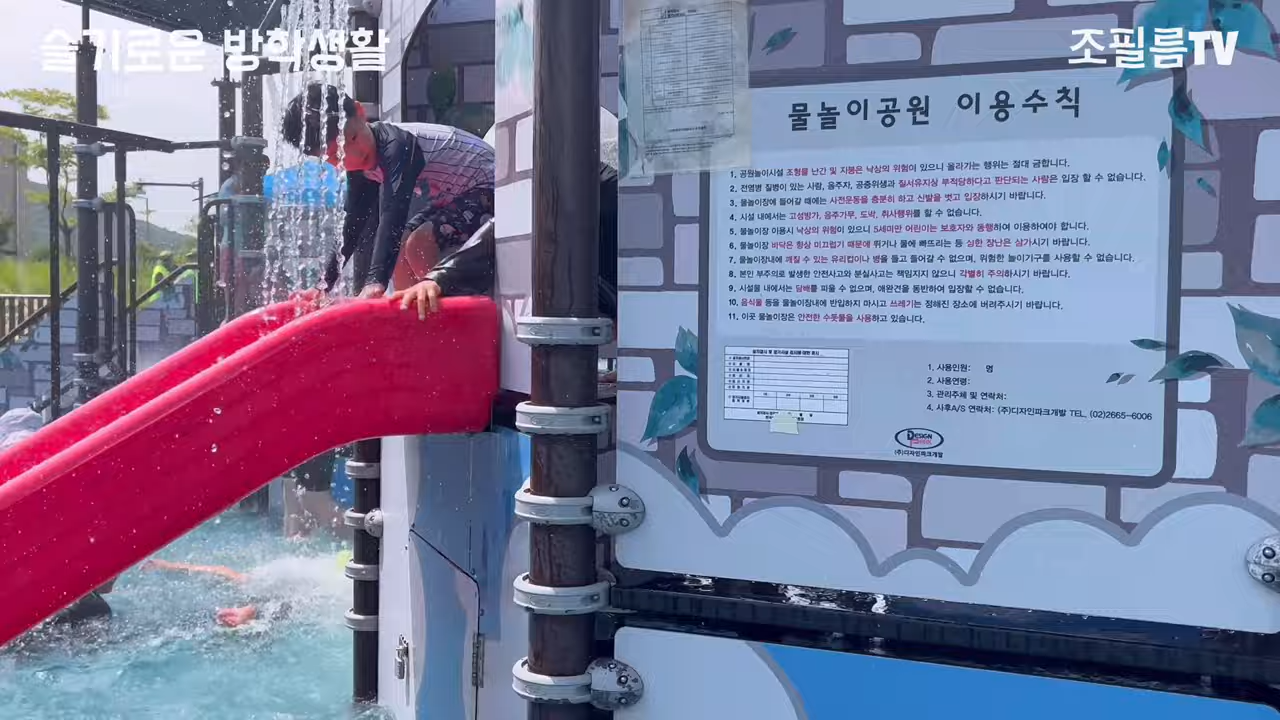 슬기로운 방학생활
조필름TV
물놀이공원 이용수칙
1. 공원놀이시설 조형물 난간 및 지붕은 낙상의 위험이 있으니 올라가는 행위는 절대 금합니다.
2. 전염병 질병이 있는 사람, 음주자, 공중위생과 질서유지상 부적당하다고 판단되는 사람은 입장 할 수 없습니다.
3. 물놀이장에 들어갈 때에는 사전운동을 충분히 하고 신발을 벗고 입장하시기 바랍니다.
4. 시설 내에서는 고성방가, 음주가무, 도박, 취사행위를 할 수 없습니다.
5. 물놀이장 이용시 낙상의 위험이 있으니 5세미만 어린이는 보호자와 동행하여 이용하여야 합니다.
6. 물놀이장 바닥은 항상 미끄럽기 때문에 뛰거나 물에 빠뜨리는 등 심한 장난은 삼가시기 바랍니다.
7. 물놀이장내에 깨질 수 있는 유리컵이나 병을 들고 들어갈 수 없으며, 위험한 놀이기구를 사용할 수 없습니다.
8. 본인 부주의로 발생한 안전사고와 분실사고는 책임지지 않으니 각별히 주의하시기 바랍니다.
9. 시설물 내에서는 담배를 피울 수 없으며, 애완견을 동반하여 입장할 수 없습니다.
10. 음식물 등을 물놀이장내에 반입하지 마시고 쓰레기는 정해진 장소에 버려주시기 바랍니다.
11. 이곳 물놀이장은 안전한 수돗물을 사용하고 있습니다.
1. 사용인원: 명
2. 사용연령:
3. 관리주체 및 연락처:
4. 사후A/S 연락처: (주)디자인파크개발 TEL. (02)2665-6006
DESIGN
(주)디자인파크개발